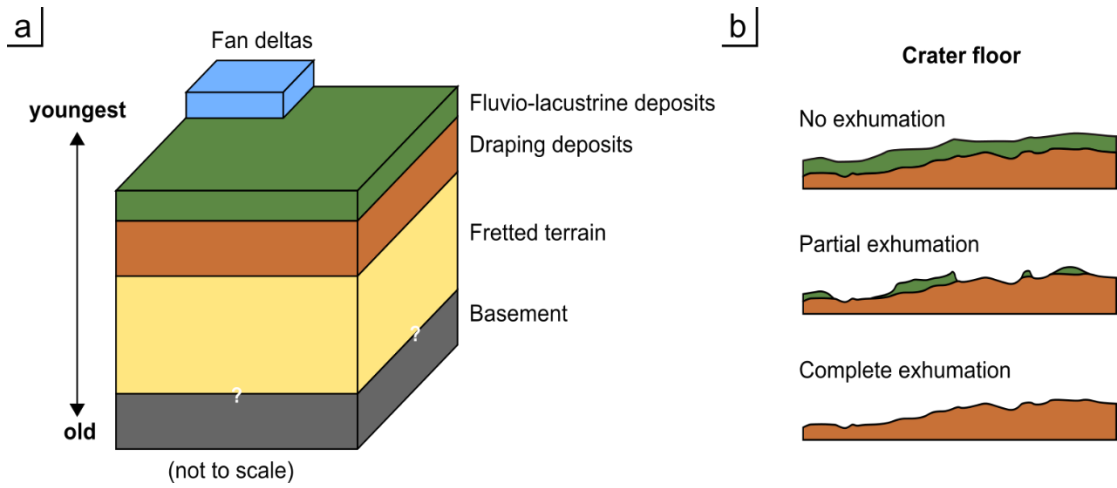 a
Fan deltas
youngest
Fluvio-lacustrine deposits
Draping deposits
Fretted terrain
Basement
?
?
old
(not to scale)
b
Crater floor
No exhumation
Partial exhumation
Complete exhumation